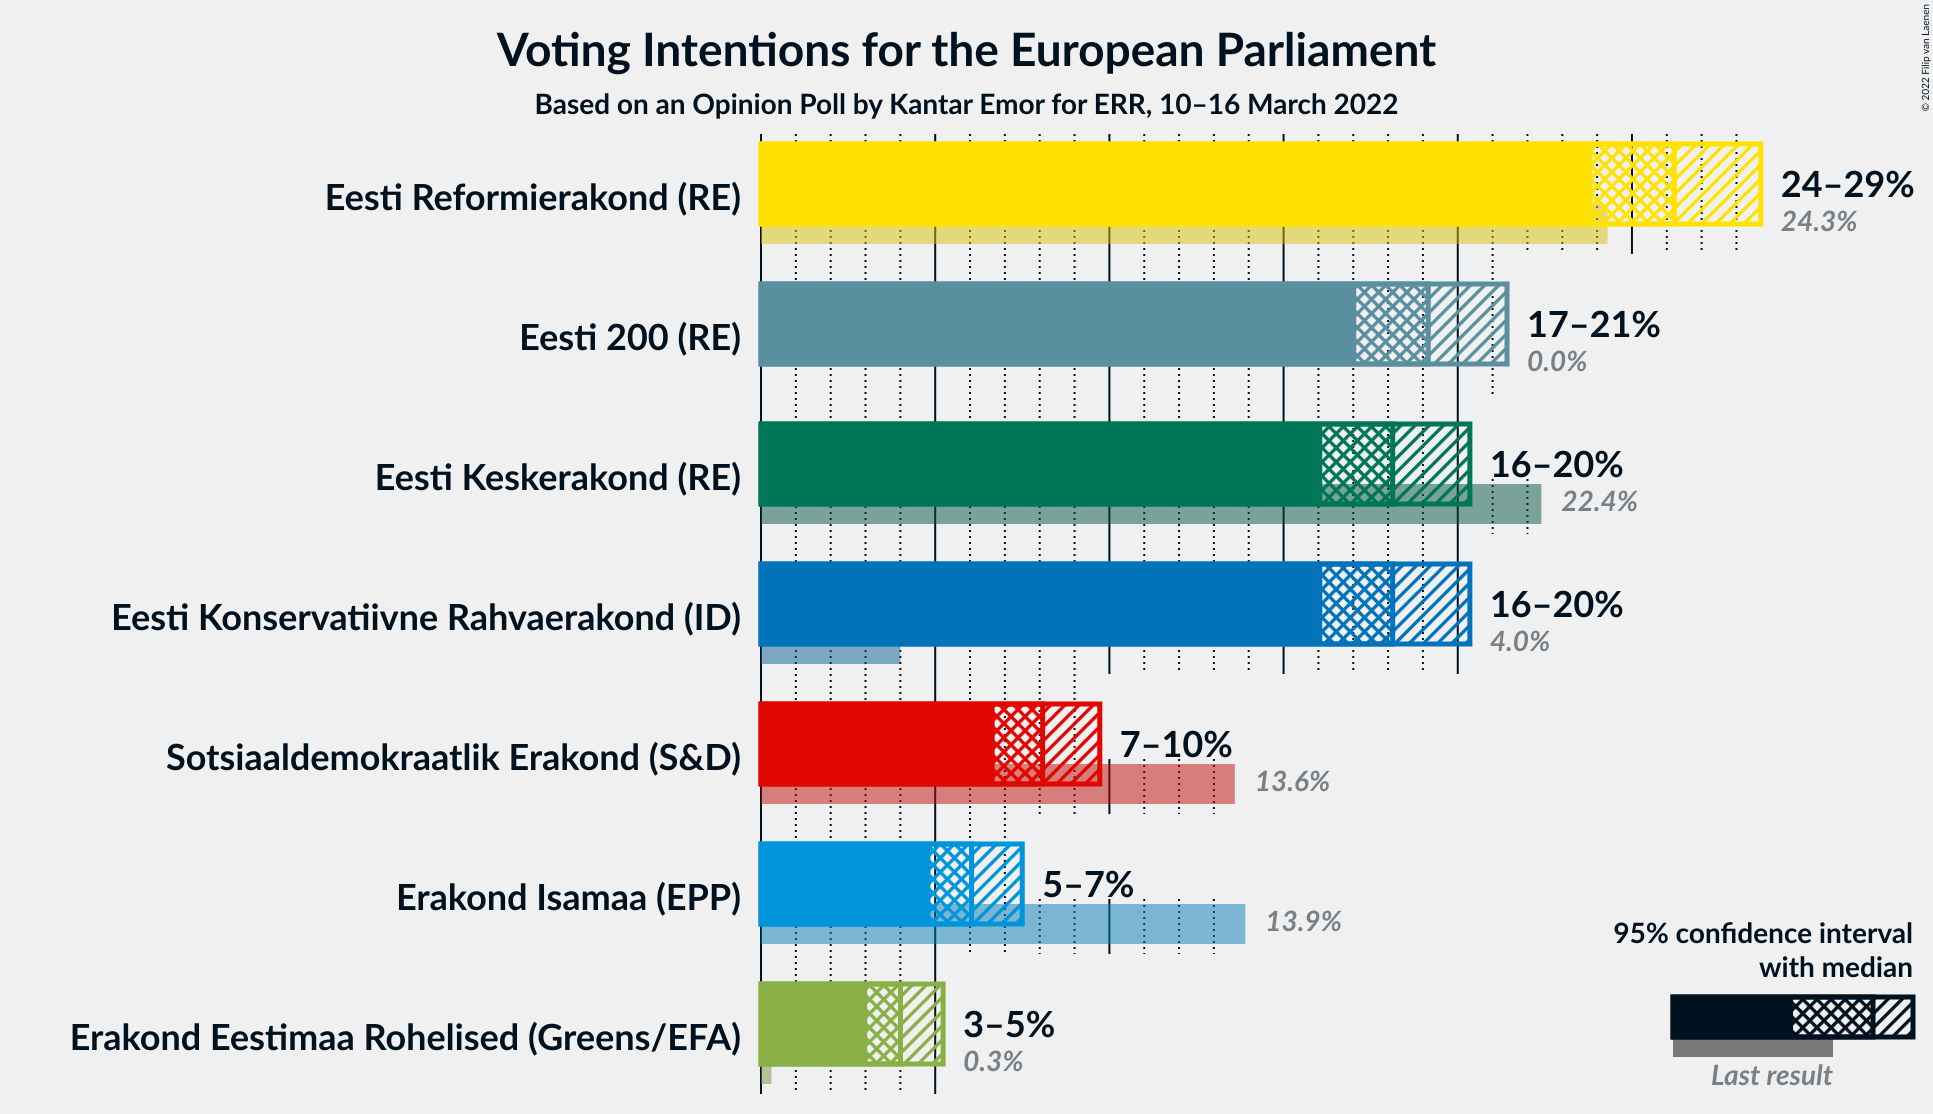 Voting Intentions for the European Parliament
Based on an Opinion Poll by Kantar Emor for ERR, 10–16 March 2022
© 2022 Filip van Laenen
Eesti Reformierakond (RE)
24–29%
24.3%
Eesti 200 (RE)
17–21%
0.0%
Eesti Keskerakond (RE)
16–20%
22.4%
Eesti Konservatiivne Rahvaerakond (ID)
16–20%
4.0%
Sotsiaaldemokraatlik Erakond (S&D)
7–10%
13.6%
Erakond Isamaa (EPP)
5–7%
13.9%
Erakond Eestimaa Rohelised (Greens/EFA)
3–5%
0.3%
95% confidence interval
with median
Last result